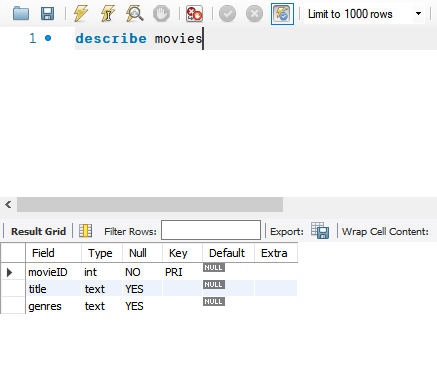 Limit to 1000 rows
1 describe movies
Result Grid Filter Rows: Export: Wrap Cell Content:
Field Type Null Key Default Extra
movieID int NO PRI NULL
title text YES NULL
genres text YES NULL